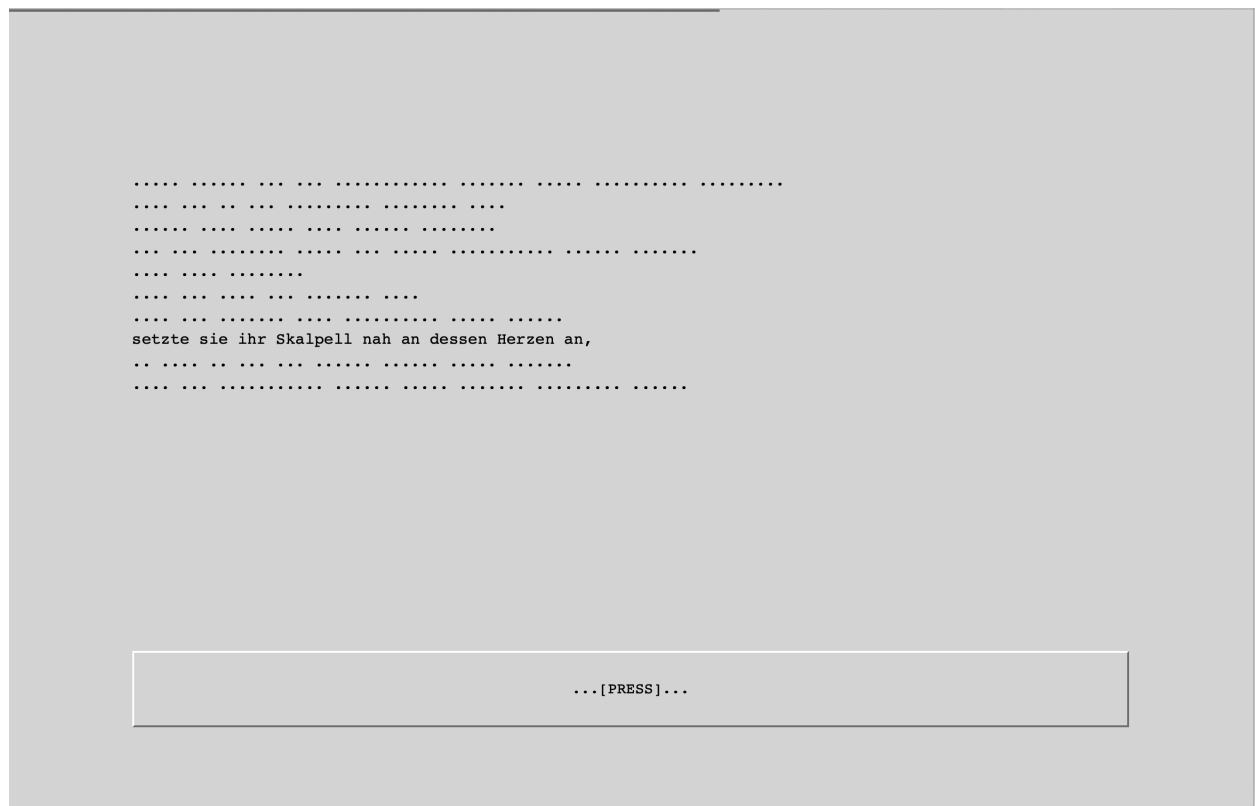 ..... ...... ... ... ............ ....... ..... .......... .........
.... ... .. ... ......... ........ ....
...... .... ..... .... ...... ........
... ... ........ ..... ... ..... ........... ...... .......
.... .... ........
.... ... .... ... ....... ....
.... ... ....... .... .......... ..... ......
setzte sie ihr Skalpell nah an dessen Herzen an,
.. .... .. ... ... ...... ...... ..... .......
.... ... ........... ...... ..... ....... ......... ......
...[PRESS]...